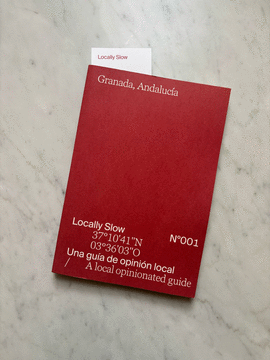 Locally Slow
Granada, Andalucía
Locally Slow
37°10'41"N
N°001
03°36'03"O
Una guía de opinión local
/ A local opinionated guide